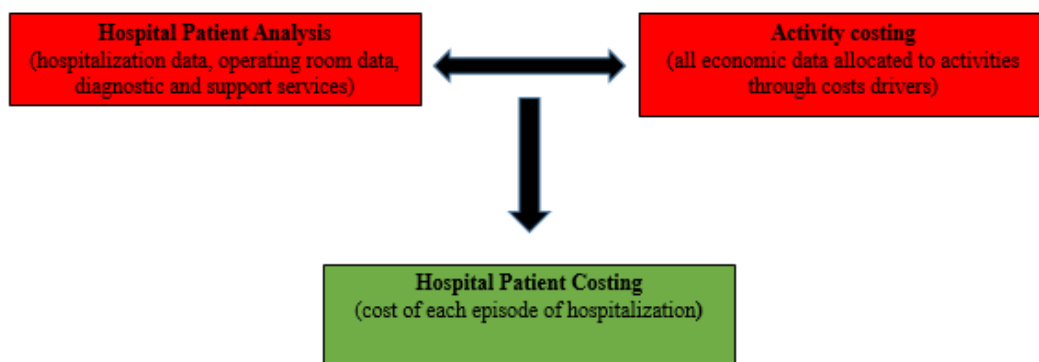 Hospital Patient Analysis
(hospitalization data, operating room data,
diagnostic and support services)
Activity costing
(all economic data allocated to activities
through costs drivers)
Hospital Patient Costing
(cost of each episode of hospitalization)